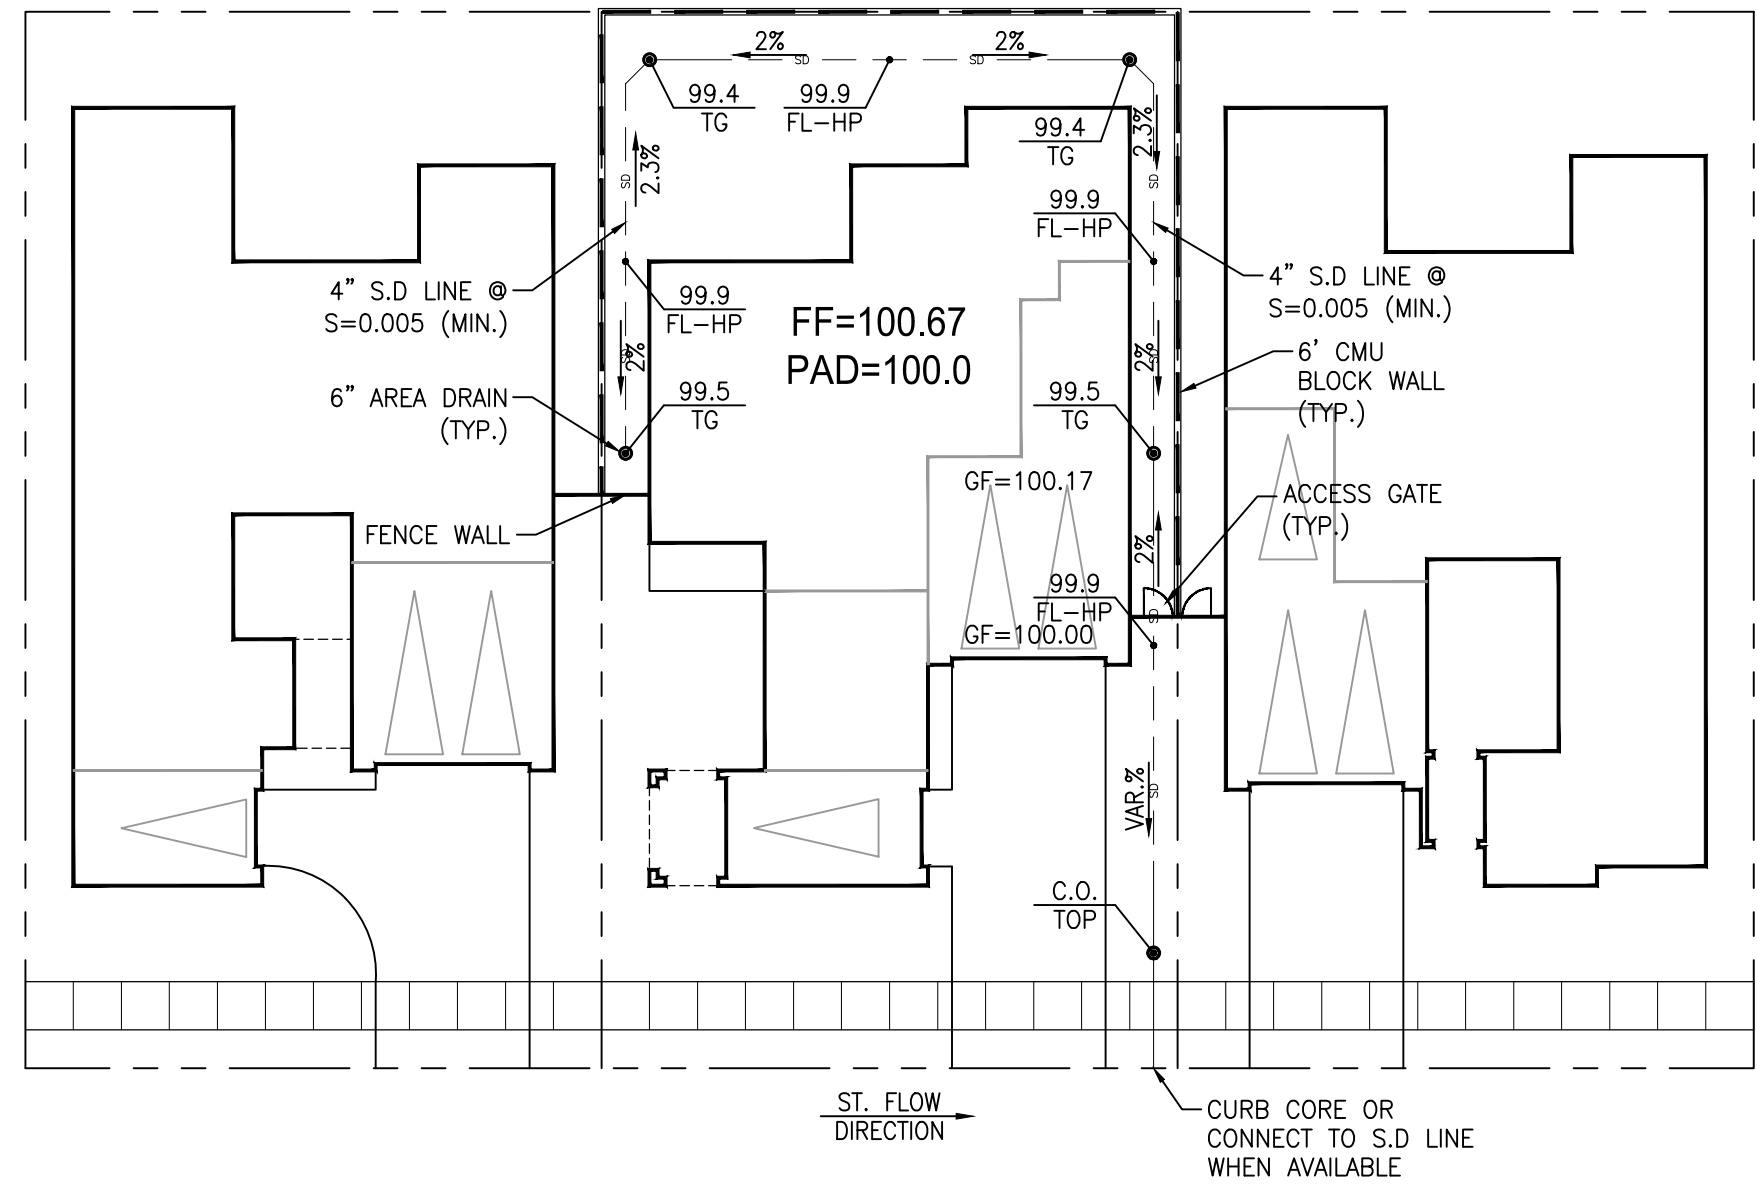 2%
2%
SD
SD
99.4
TG
99.9
FL-HP
99.4
TG
2.3%
2.3%
SD
SD
99.9
FL-HP
4" S.D LINE @
S=0.005 (MIN.)
99.9
FL-HP
FF=100.67
PAD=100.0
4" S.D LINE @
S=0.005 (MIN.)
2%
SD
2%
SD
6' CMU
BLOCK WALL
(TYP.)
6" AREA DRAIN
(TYP.)
99.5
TG
99.5
TG
GF=100.17
ACCESS GATE
(TYP.)
FENCE WALL
2%
99.9
FL-HP
SD
GF=100.00
VAR.%
SD
C.O.
TOP
ST. FLOW
DIRECTION
CURB CORE OR
CONNECT TO S.D LINE
WHEN AVAILABLE